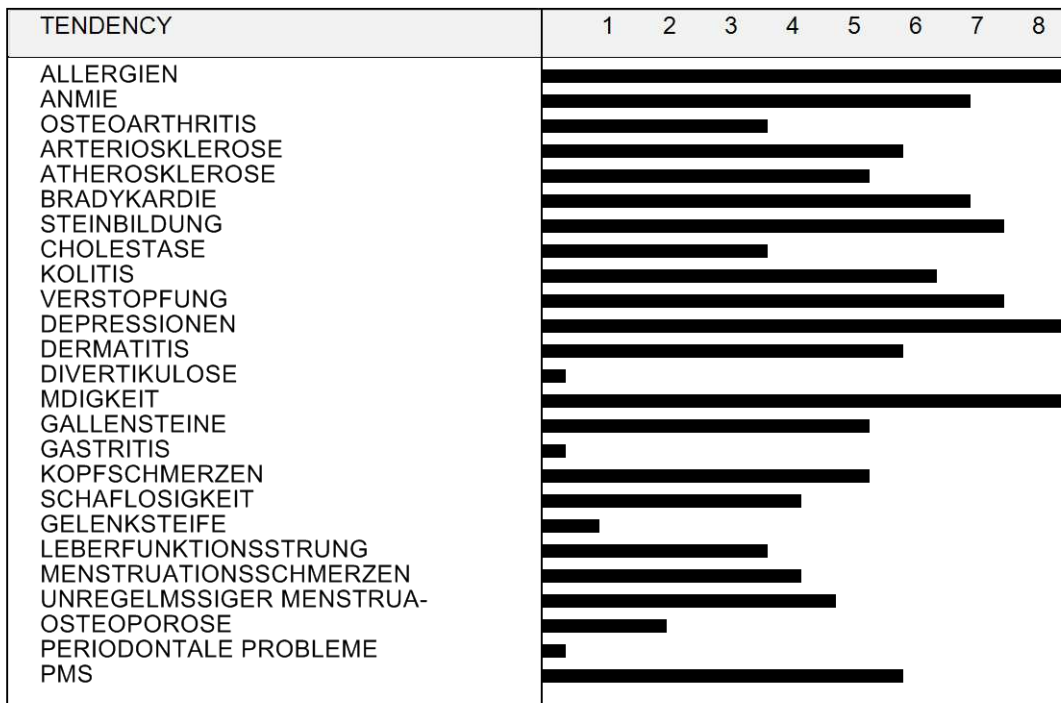 TENDENCY 1 2 3 4 5 6 7 8
ALLERGIEN
ANMIE
OSTEOARTHRITIS
ARTERIOSKLEROSE
ATHEROSKLEROSE
BRADYKARDIE
STEINBILDUNG
CHOLESTASE
KOLITIS
VERSTOPFUNG
DEPRESSIONEN
DERMATITIS
DIVERTIKULOSE
MDIGKEIT
GALLENSTEINE
GASTRITIS
KOPFSCHMERZEN
SCHAFLOSIGKEIT
GELENKSTEIFE
LEBERFUNKTIONSSTRUNG
MENSTRUATIONSSCHMERZEN
UNREGELMSSIGER MENSTRUA-
OSTEOPOROSE
PERIODONTALE PROBLEME
PMS